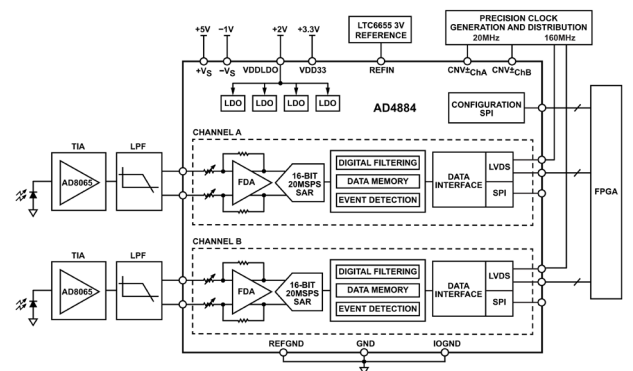 +5V
−1V
+2V
+3.3V
LTC6655 3V
REFERENCE
PRECISION CLOCK
GENERATION AND DISTRIBUTION
20MHz
160MHz
+VS
−VS
VDDLDO
VDD33
REFIN
CNV±ChA
CNV±ChB
LDO
LDO
LDO
LDO
AD4884
CONFIGURATION
SPI
FPGA
CHANNEL A
TIA
LPF
AD8065
FDA
16-BIT
20MSPS
SAR
DIGITAL FILTERING
DATA MEMORY
EVENT DETECTION
DATA
INTERFACE
LVDS
SPI
CHANNEL B
TIA
LPF
AD8065
FDA
16-BIT
20MSPS
SAR
DIGITAL FILTERING
DATA MEMORY
EVENT DETECTION
DATA
INTERFACE
LVDS
SPI
REFGND
GND
IOGND